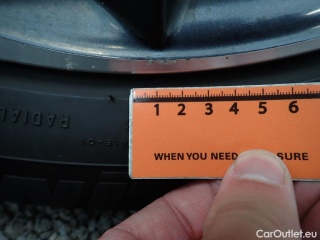 RADIAL
1 2 3 4 5 6
WHEN YOU NEED SURE
CarOutlet.eu